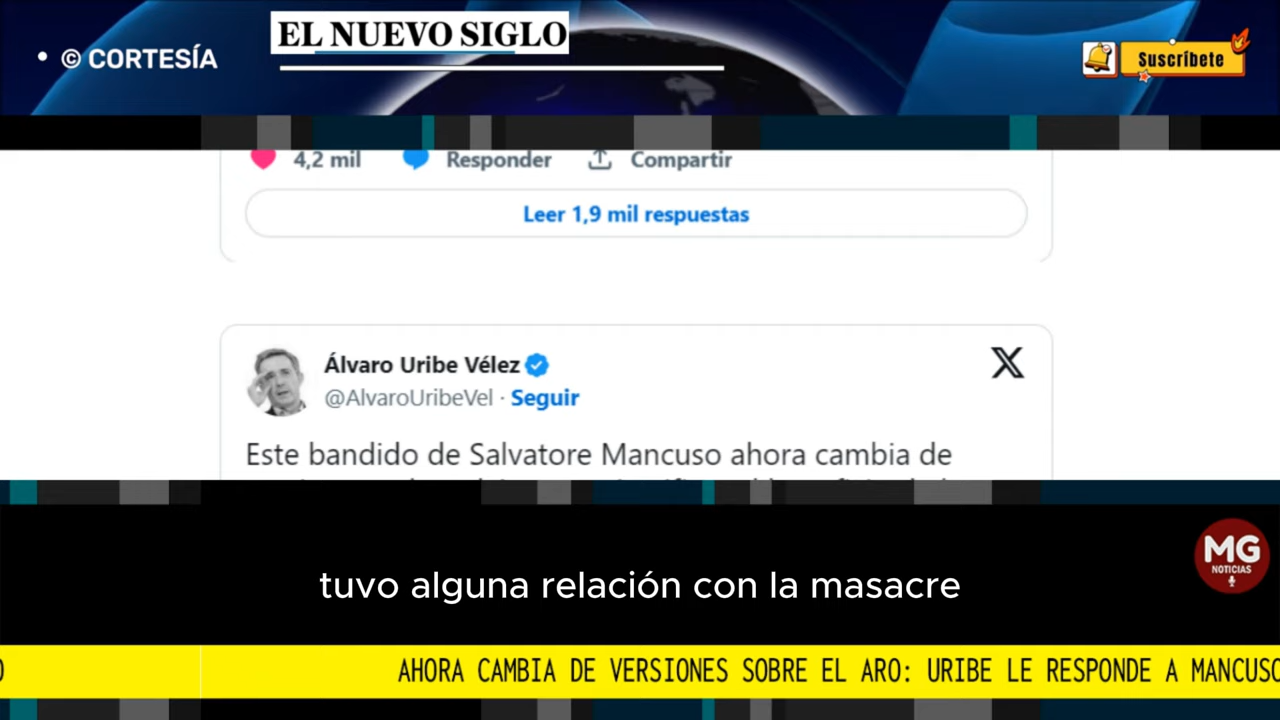 © CORTESÍA
EL NUEVO SIGLO
Suscríbete
4,2 mil Responder Compartir
Leer 1,9 mil respuestas
Álvaro Uribe Vélez
@AlvaroUribeVel · Seguir
Este bandido de Salvatore Mancuso ahora cambia de
MG
NOTICIAS
tuvo alguna relación con la masacre
AHORA CAMBIA DE VERSIONES SOBRE EL ARO: URIBE LE RESPONDE A MANCUSO